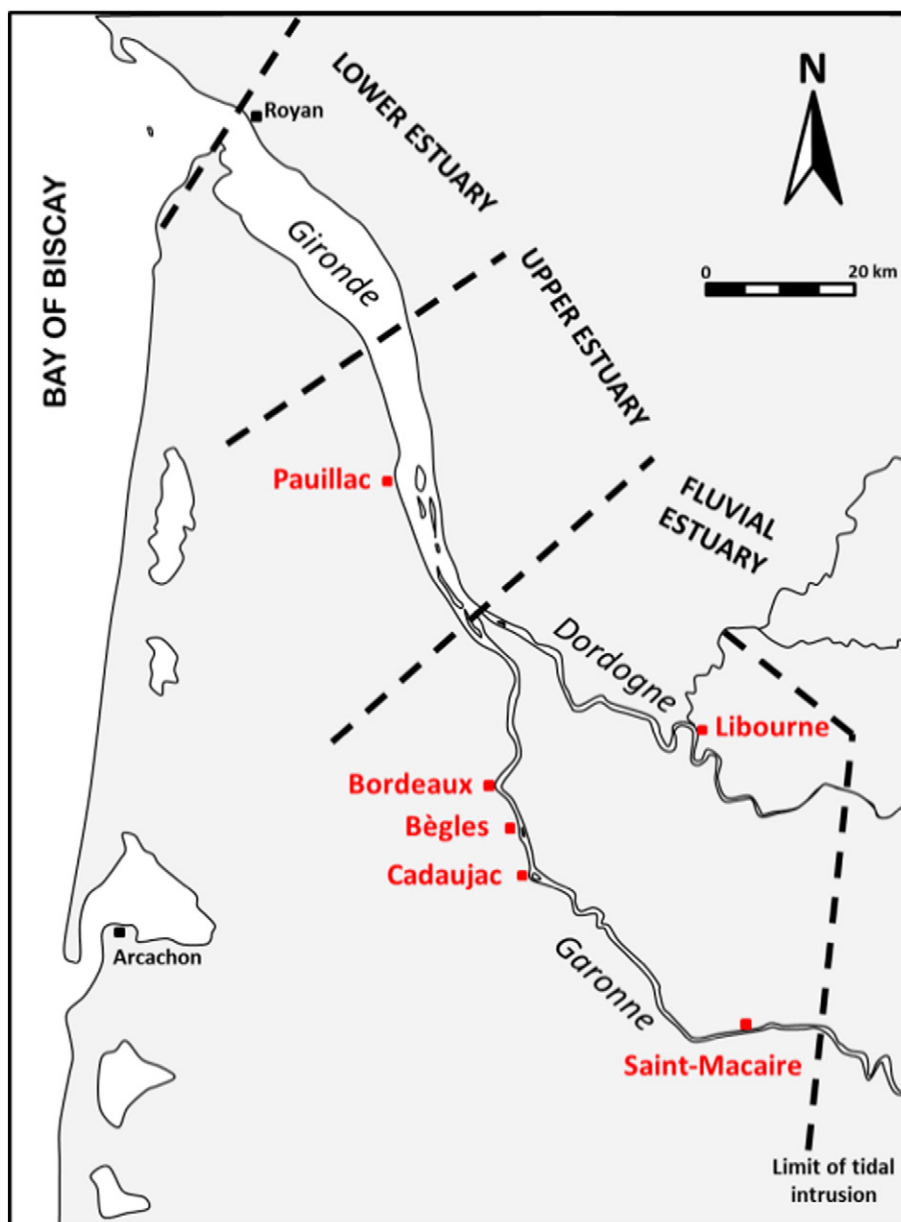 N
Royan
LOWER ESTUARY
BAY OF BISCAY
Gironde
UPPER ESTUARY
0 20 km
Pauillac
FLUVIAL
ESTUARY
Dordogne
Libourne
Bordeaux
Bègles
Cadaujac
Arcachon
Garonne
Saint-Macaire
Limit of tidal
intrusion